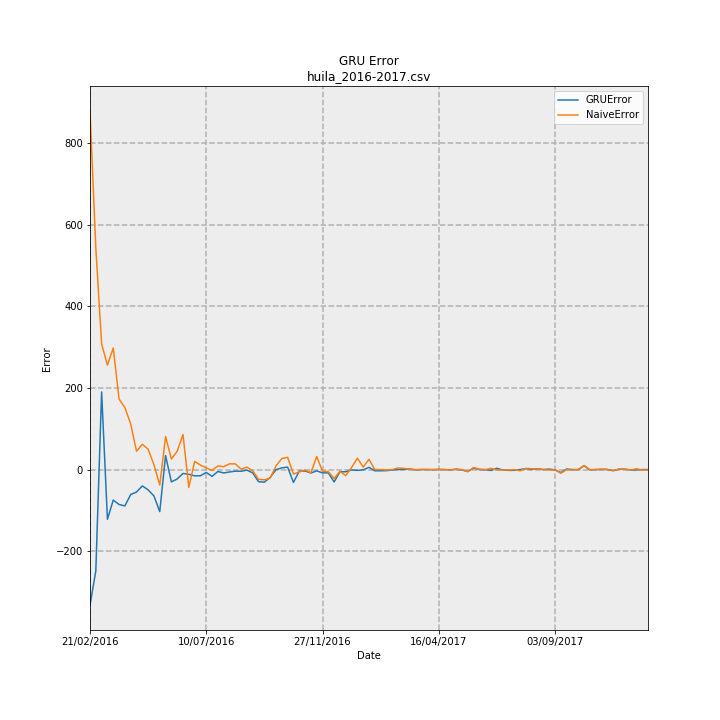 GRU Error
huila_2016-2017.csv
GRUError
NaiveError
800
600
400
200
0
−200
Error
21/02/2016
10/07/2016
27/11/2016
16/04/2017
03/09/2017
Date